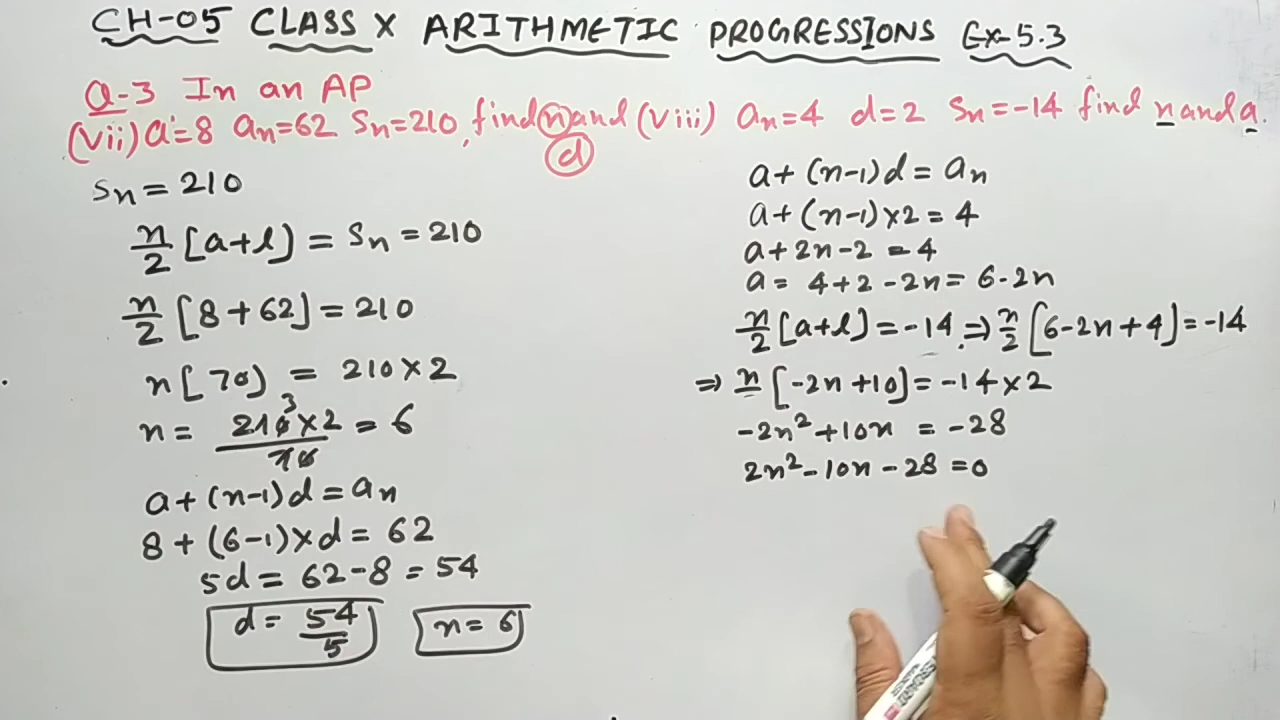 CH-05 CLASS X ARITHMETIC PROGRESSIONS Ex-5.3
Q-3 In an AP
(vii) a=8 an=62 Sn=210, find n and d
(viii) an=4 d=2 Sn=-14 find n and a.
Sn=210
n/2 [a+l] = Sn = 210
n/2 [8+62] = 210
n[70] = 210×2
n = 210×2/70 = 6
3
a+(n-1)d = an
8+(6-1)×d = 62
5d = 62-8 = 54
d = 54/5
n = 6
a+(n-1)d = an
a+(n-1)×2 = 4
a+2n-2 = 4
a = 4+2-2n = 6-2n
n/2 [a+l] = -14 ⇒ n/2 [6-2n+4] = -14
⇒ n[-2n+10] = -14×2
-2n²+10n = -28
2n²-10n-28 = 0